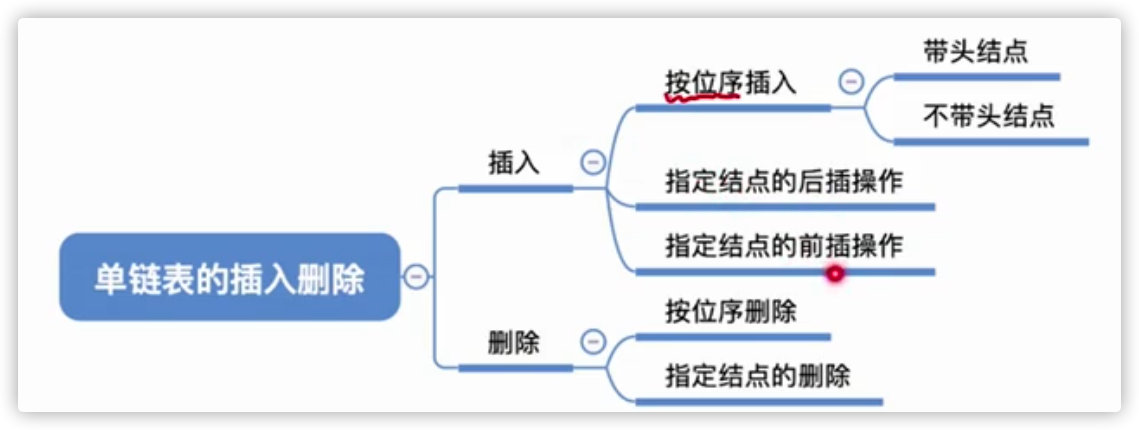 带头结点
按位序插入
不带头结点
插入
指定结点的后插操作
指定结点的前插操作
单链表的插入删除
按位序删除
删除
指定结点的删除